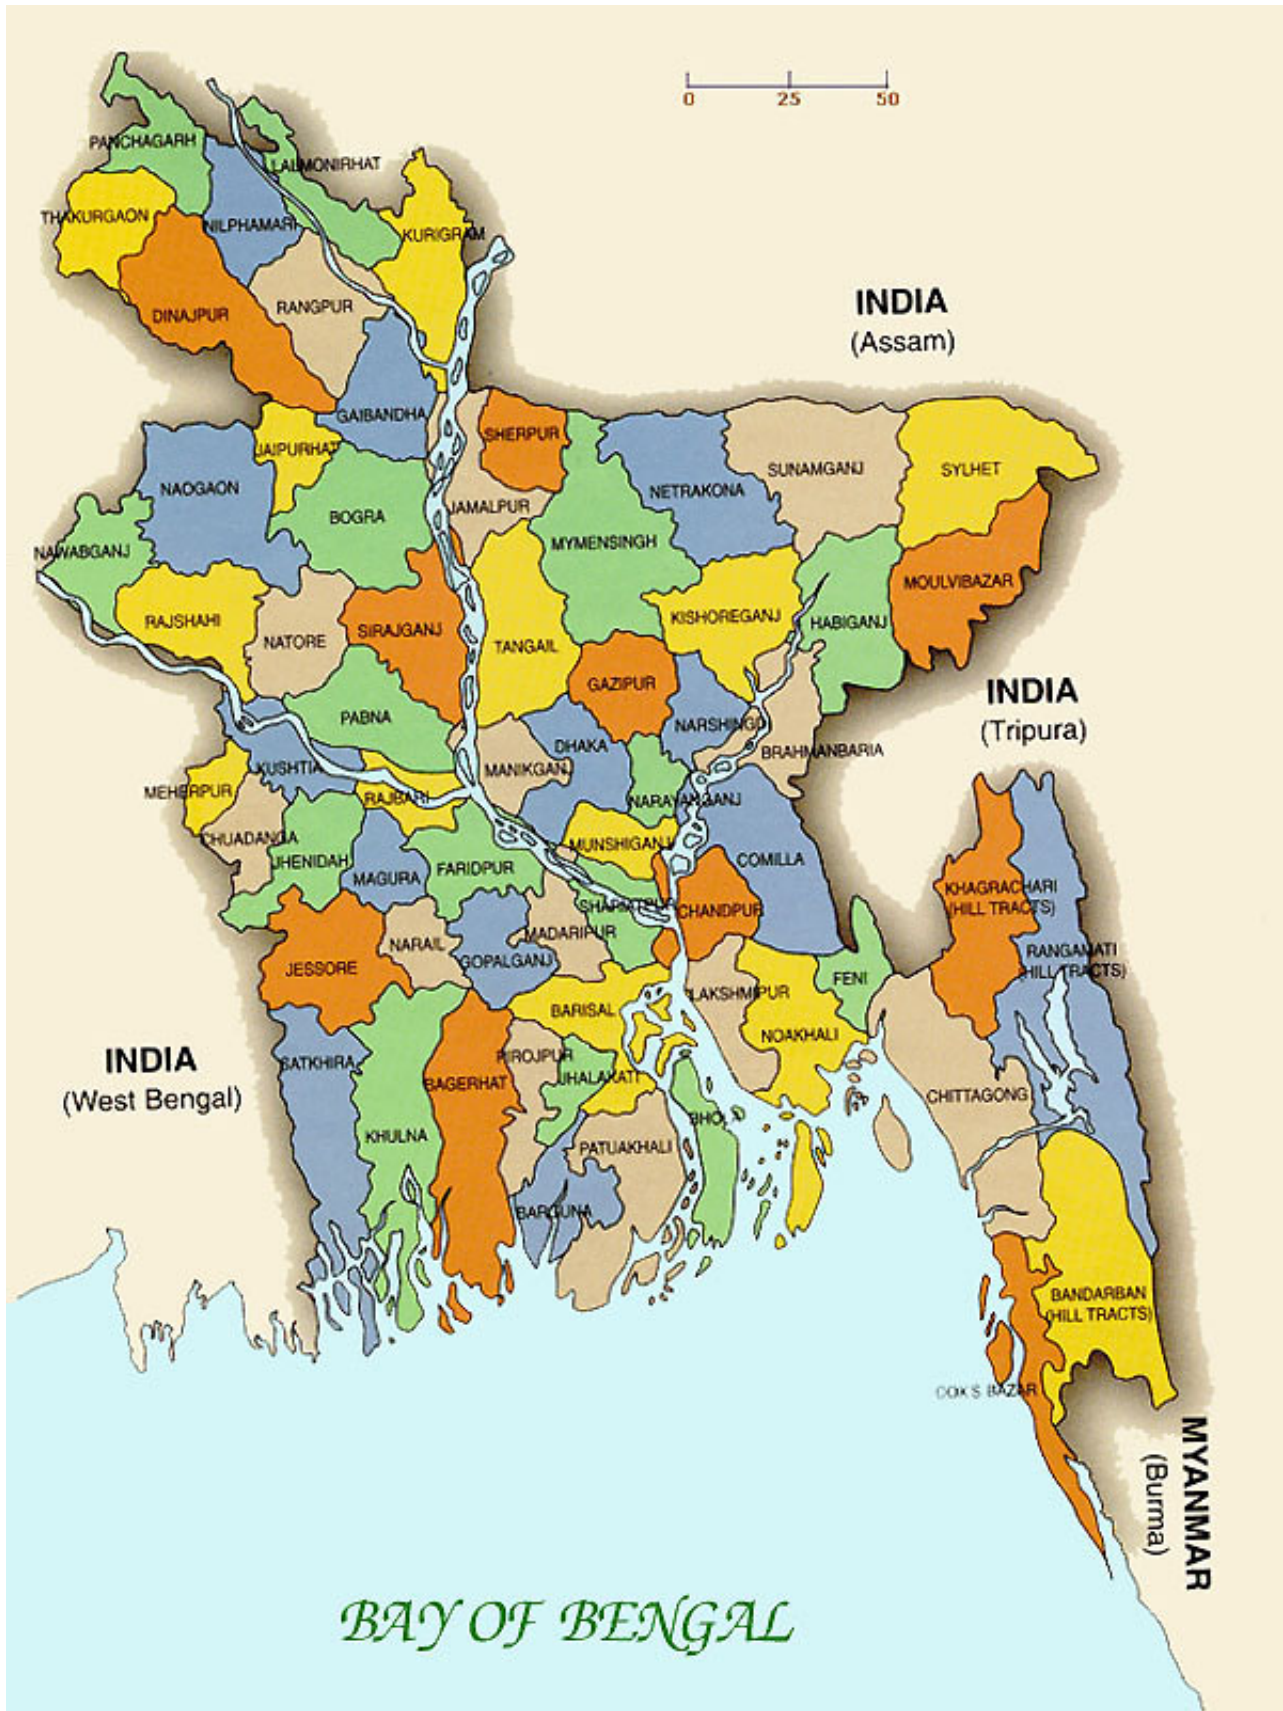 0 25 50
PANCHAGARH
LALMONIRHAT
THAKURGAON
NILPHAMARI
KURIGRAM
DINAJPUR
RANGPUR
INDIA
(Assam)
GAIBANDHA
JAIPURHAT
SHERPUR
NAOGAON
BOGRA
JAMALPUR
NETRAKONA
SUNAMGANJ
SYLHET
NAWABGANJ
MYMENSINGH
MOULVIBAZAR
RAJSHAHI
NATORE
SIRAJGANJ
TANGAIL
KISHOREGANJ
HABIGANJ
GAZIPUR
INDIA
(Tripura)
PABNA
DHAKA
NARSHINGDI
BRAHMANBARIA
KUSHTIA
MANIKGANJ
MEHERPUR
RAJBARI
NARAYANGANJ
CHUADANGA
JHENIDAH
MAGURA
FARIDPUR
MUNSHIGANJ
COMILLA
KHAGRACHARI
(HILL TRACTS)
SHARIATPUR
CHANDPUR
NARAIL
MADARIPUR
GOPALGANJ
JESSORE
RANGAMATI
(HILL TRACTS)
FENI
LAKSHMIPUR
BARISAL
NOAKHALI
INDIA
(West Bengal)
SATKHIRA
PIROJPUR
BAGERHAT
JHALAKATI
CHITTAGONG
KHULNA
BHOLA
PATUAKHALI
BARGUNA
BANDARBAN
(HILL TRACTS)
COX'S BAZAR
MYANMAR
(Burma)
BAY OF BENGAL